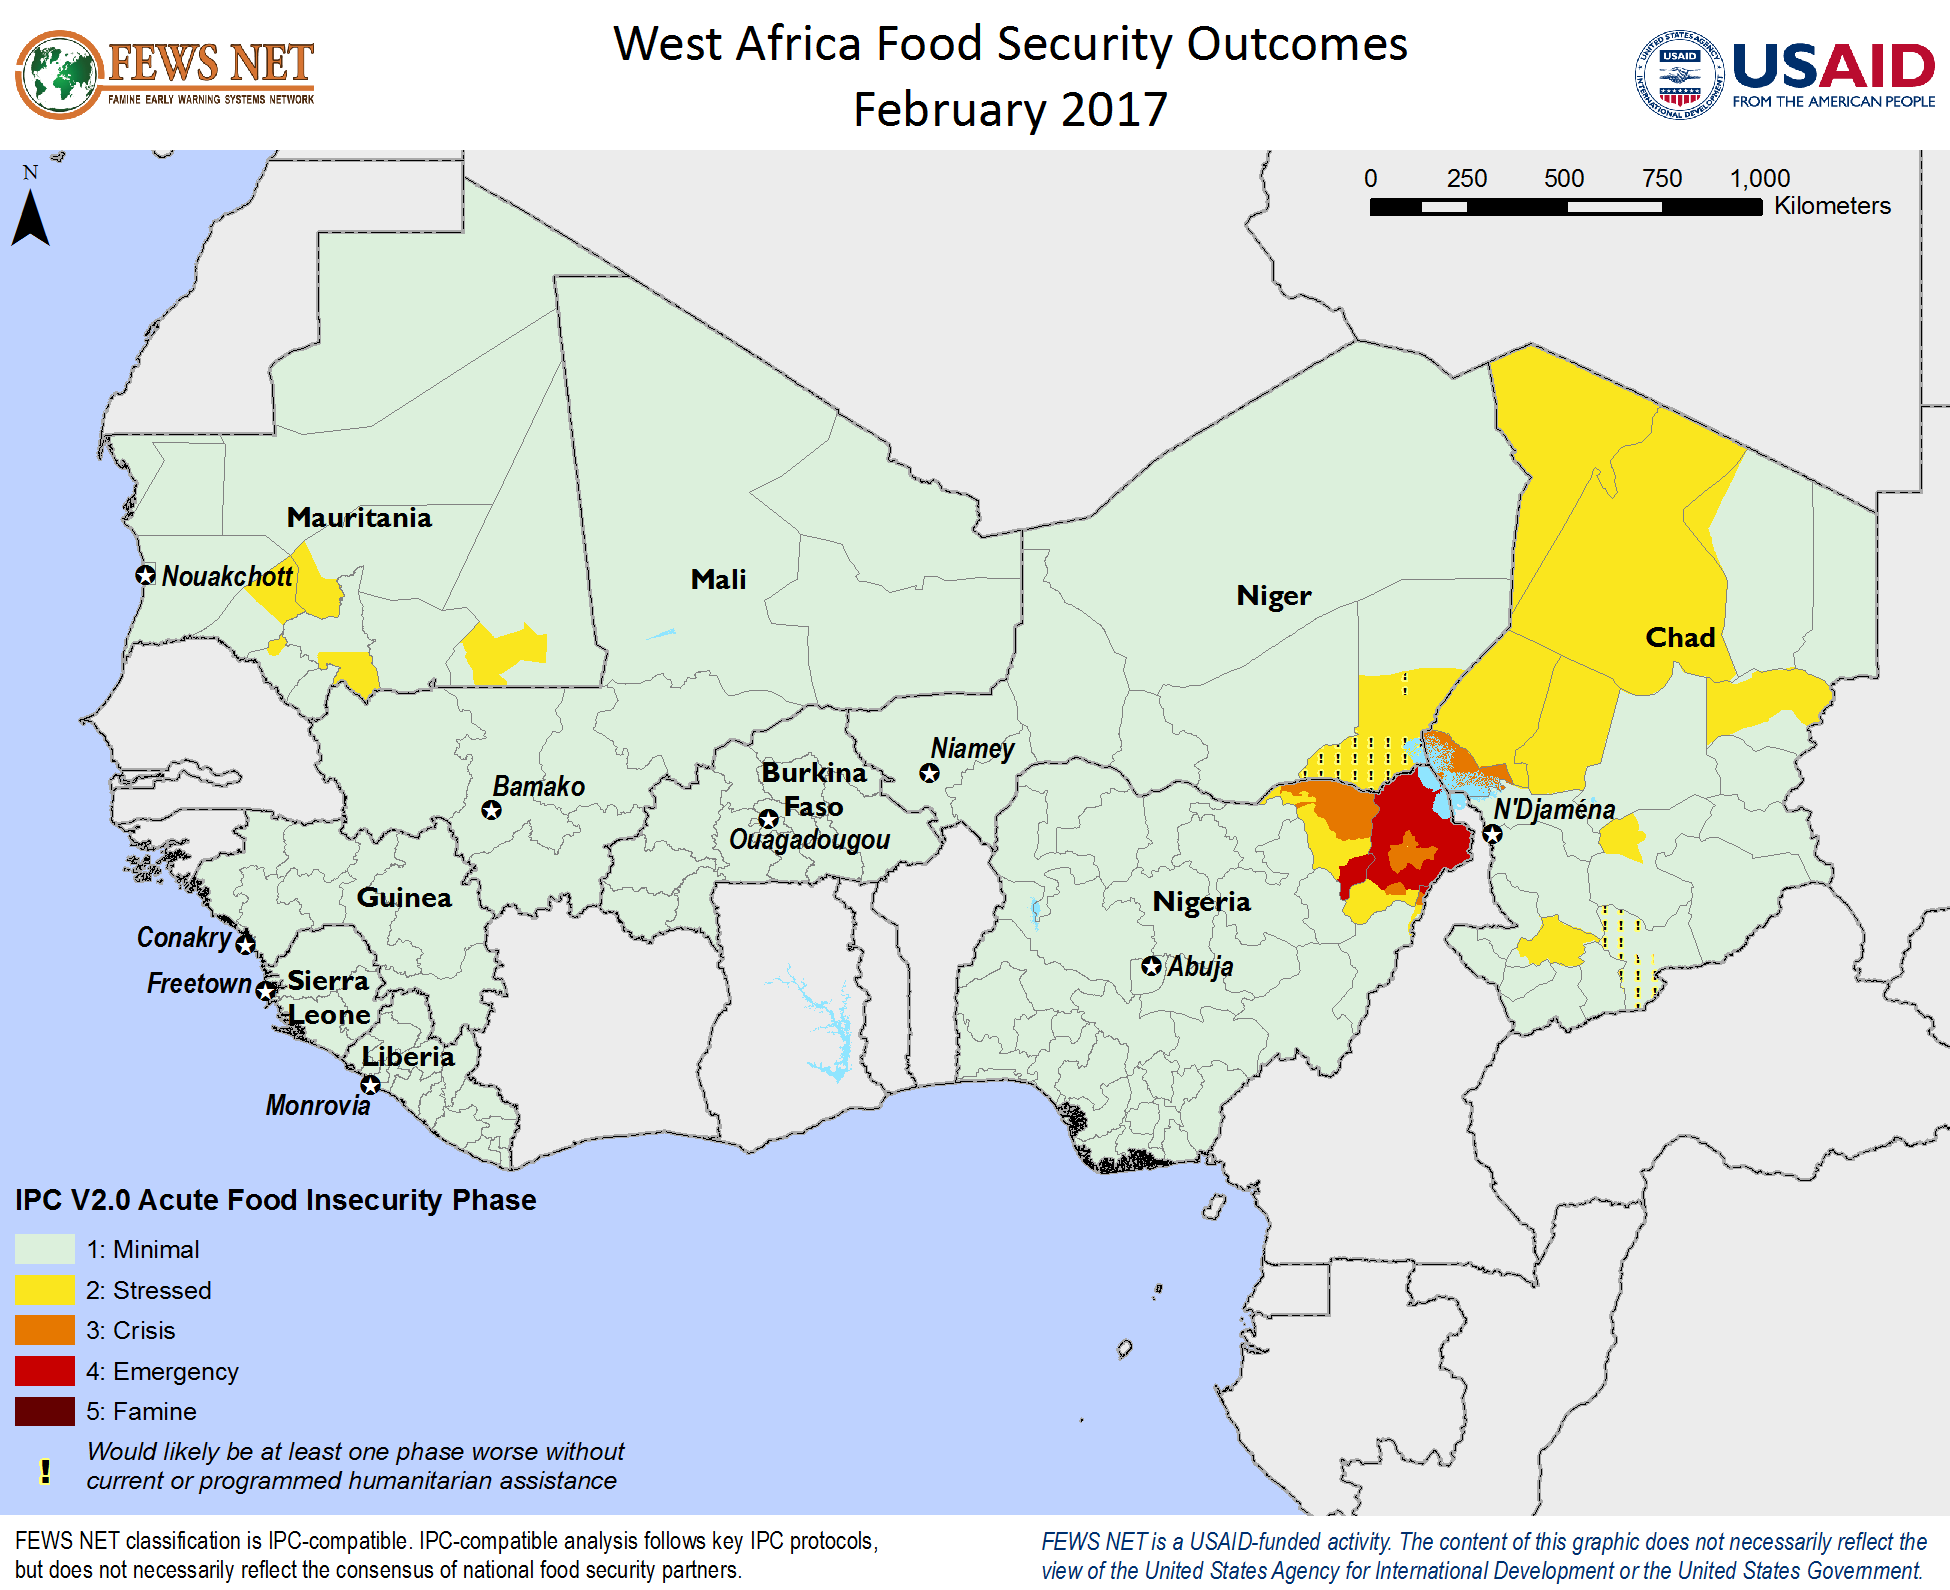 FEWS NET
FAMINE EARLY WARNING SYSTEMS NETWORK
West Africa Food Security Outcomes
February 2017
UNITED STATES AGENCY
USAID
INTERNATIONAL DEVELOPMENT
USAID
FROM THE AMERICAN PEOPLE
N
0 250 500 750 1,000
Kilometers
Mauritania
Nouakchott
Mali
Niger
Chad
Niamey
Burkina
Faso
Bamako
Ouagadougou
N'Djaména
Guinea
Nigeria
Conakry
Abuja
Freetown
Sierra
Leone
Liberia
Monrovia
IPC V2.0 Acute Food Insecurity Phase
1: Minimal
2: Stressed
3: Crisis
4: Emergency
5: Famine
! Would likely be at least one phase worse without
current or programmed humanitarian assistance
FEWS NET classification is IPC-compatible. IPC-compatible analysis follows key IPC protocols,
but does not necessarily reflect the consensus of national food security partners.
FEWS NET is a USAID-funded activity. The content of this graphic does not necessarily reflect the
view of the United States Agency for International Development or the United States Government.